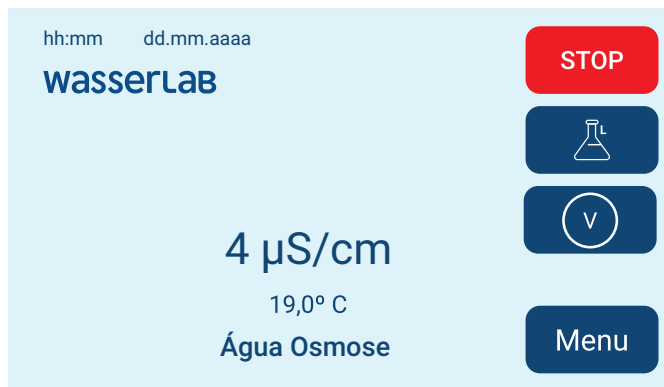 hh:mm dd.mm.aaaa
wasserLAB
STOP
L
V
4 µS/cm
19,0º C
Água Osmose
Menu